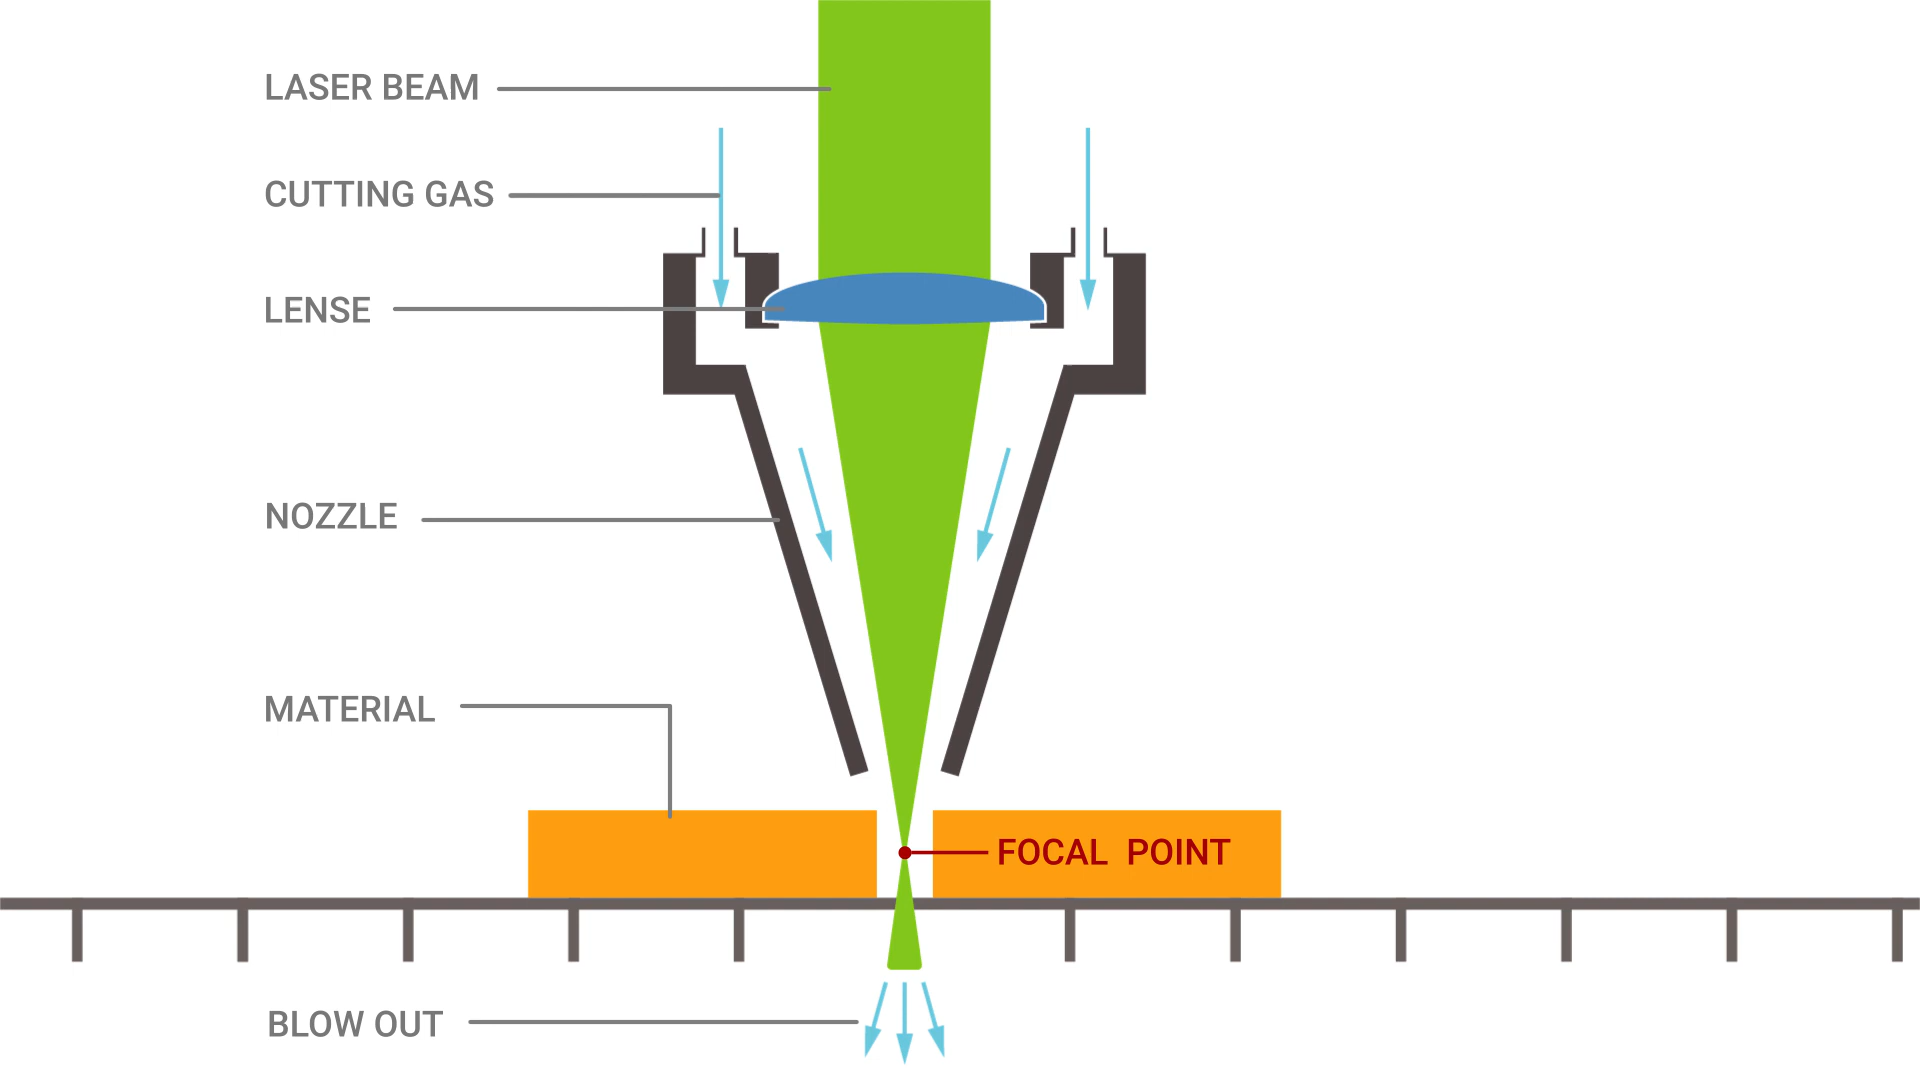 LASER BEAM
CUTTING GAS
LENSE
NOZZLE
MATERIAL
FOCAL POINT
BLOW OUT